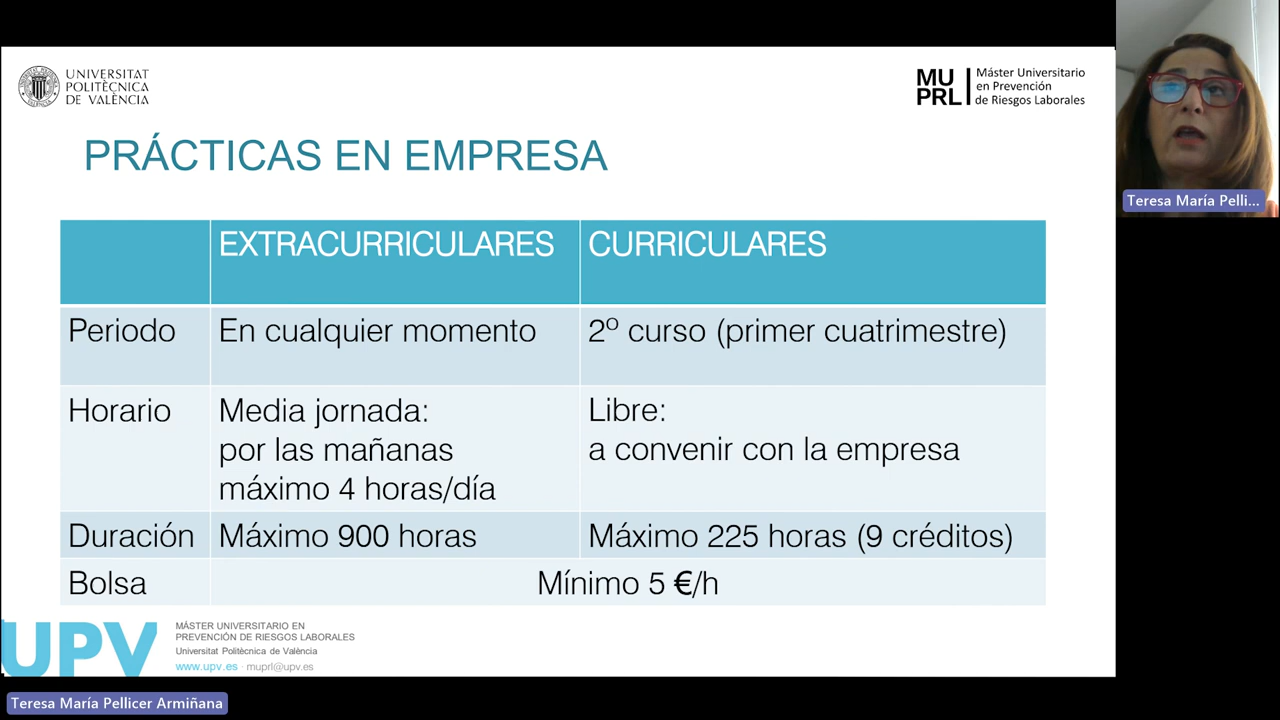 UNIVERSITAT
POLITÈCNICA
DE VALÈNCIA
MU
PRL
Máster Universitario
en Prevención
de Riesgos Laborales
PRÁCTICAS EN EMPRESA
EXTRACURRICULARES
CURRICULARES
Periodo
En cualquier momento
2º curso (primer cuatrimestre)
Horario
Media jornada:
por las mañanas
máximo 4 horas/día
Libre:
a convenir con la empresa
Duración
Máximo 900 horas
Máximo 225 horas (9 créditos)
Bolsa
Mínimo 5 €/h
UPV
MÁSTER UNIVERSITARIO EN
PREVENCIÓN DE RIESGOS LABORALES
Universitat Politècnica de València
www.upv.es · muprl@upv.es
Teresa María Pelli...
Teresa María Pellicer Armiñana